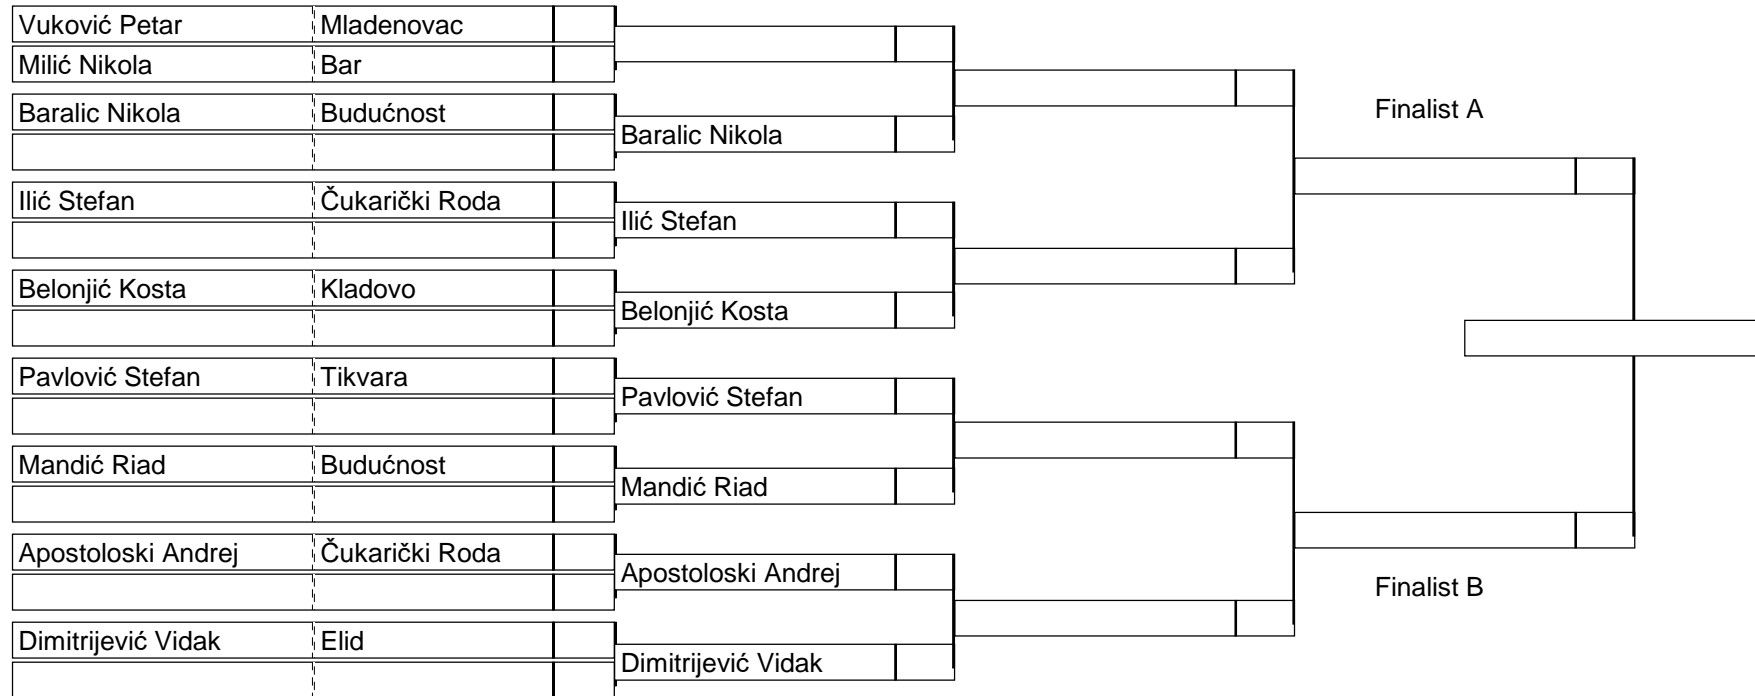 Vuković Petar Mladenovac
Milić Nikola Bar
Baralic Nikola Budućnost
Baralic Nikola
Ilić Stefan Čukarički Roda
Ilić Stefan
Belonjić Kosta Kladovo
Belonjić Kosta
Pavlović Stefan Tikvara
Pavlović Stefan
Mandić Riad Budućnost
Mandić Riad
Apostoloski Andrej Čukarički Roda
Apostoloski Andrej
Dimitrijević Vidak Elid
Dimitrijević Vidak
Finalist A
Finalist B